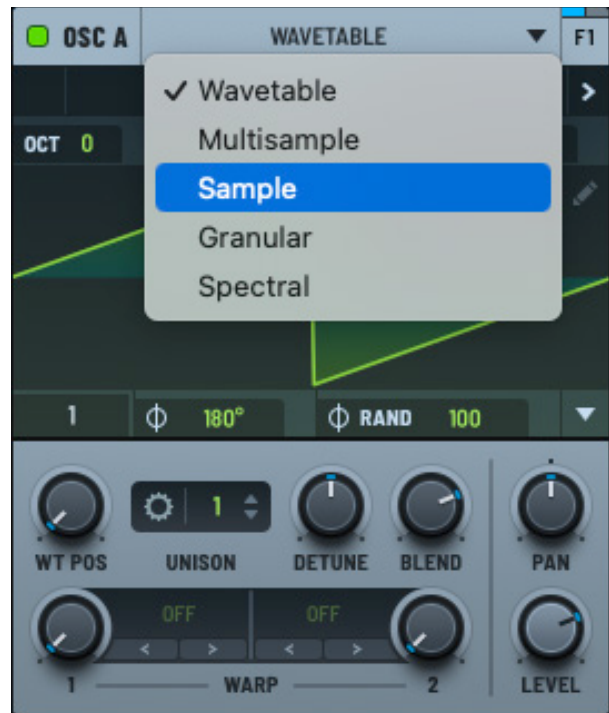 OSC A WAVETABLE ▼ F1
✓ Wavetable >
Multisample
OCT 0
Sample
Granular
Spectral
1 180° RAND 100 ▼
1
WT POS UNISON DETUNE BLEND PAN
OFF OFF
< > < >
1 WARP 2 LEVEL